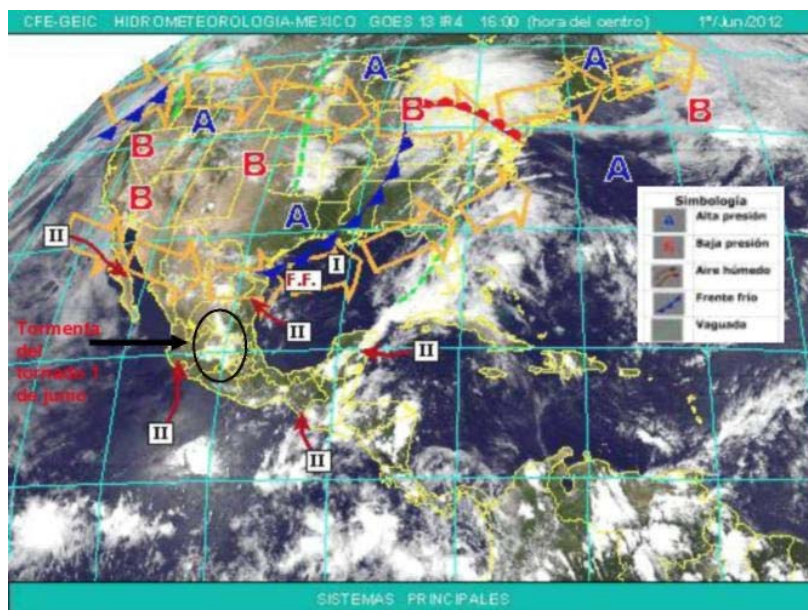 CFE-GEIC HIDROMETEOROLOGIA-MEXICO GOES 13 IR4 16:00 (hora del centro) 1ª/Jun/2012
A
A
A
B
B
B
B
B
A
A
II
I
F.F.
II
II
II
II
Tormenta
del
tornado 1
de junio
Simbología
A Alta presión
B Baja presión
Aire húmedo
Frente frío
Vaguada
SISTEMAS PRINCIPALES